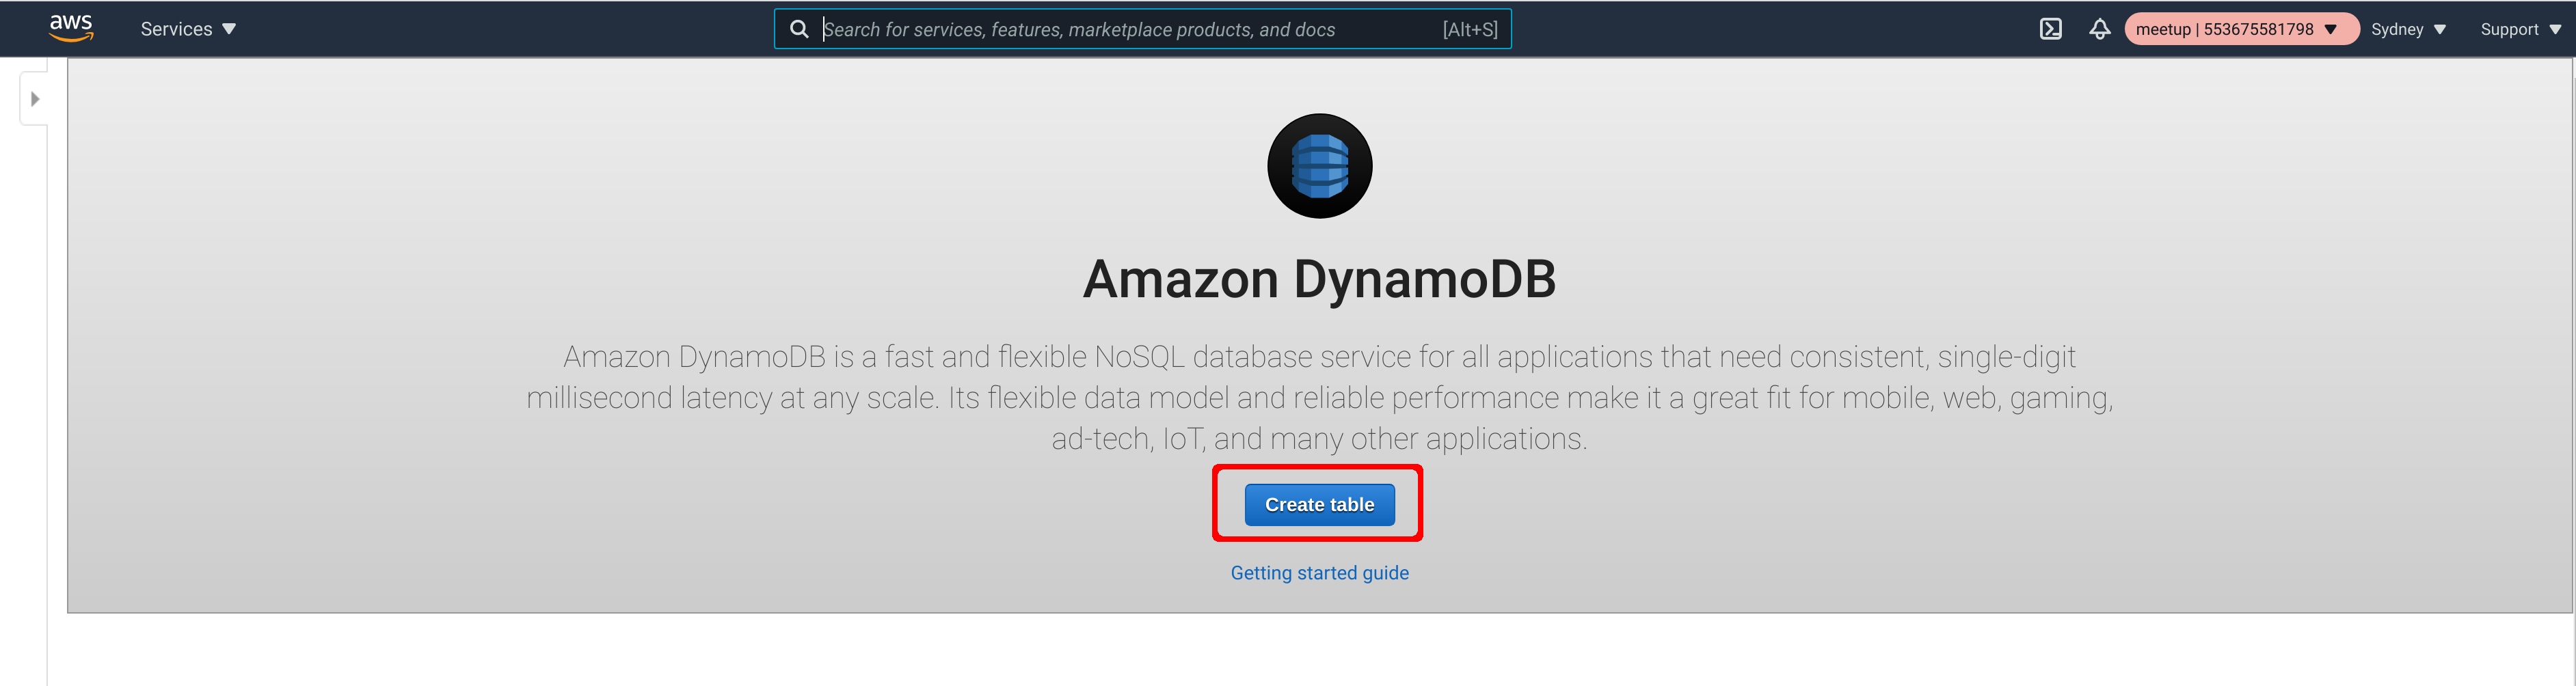 aws
Services
Search for services, features, marketplace products, and docs
[Alt+S]
meetup | 553675581798
Sydney
Support
Amazon DynamoDB
Amazon DynamoDB is a fast and flexible NoSQL database service for all applications that need consistent, single-digit
millisecond latency at any scale. Its flexible data model and reliable performance make it a great fit for mobile, web, gaming,
ad-tech, IoT, and many other applications.
Create table
Getting started guide